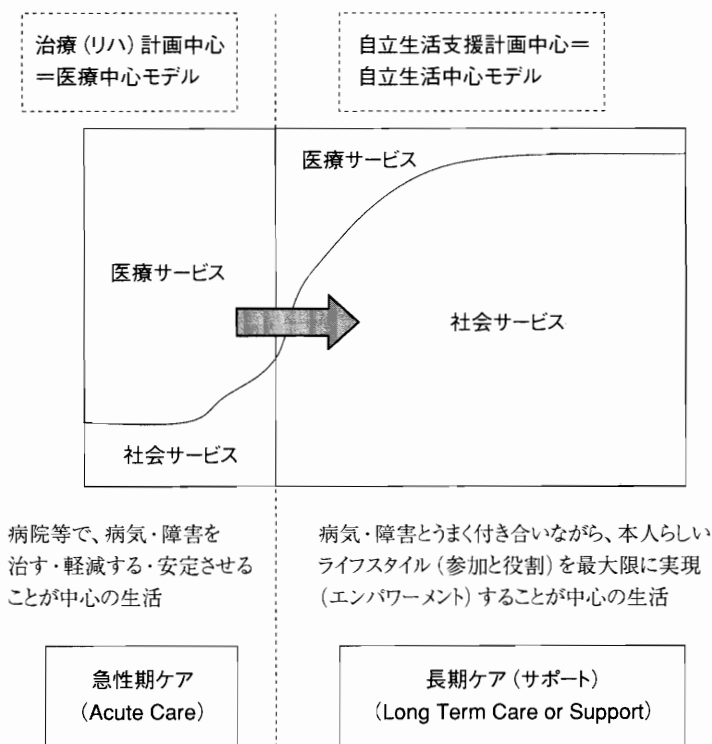 治療（リハ）計画中心
＝医療中心モデル
自立生活支援計画中心＝
自立生活中心モデル
医療サービス
医療サービス
社会サービス
社会サービス
病院等で、病気・障害を
治す・軽減する・安定させる
ことが中心の生活
病気・障害とうまく付き合いながら、本人らしい
ライフスタイル（参加と役割）を最大限に実現
（エンパワーメント）することが中心の生活
急性期ケア
（Acute Care）
長期ケア（サポート）
（Long Term Care or Support）